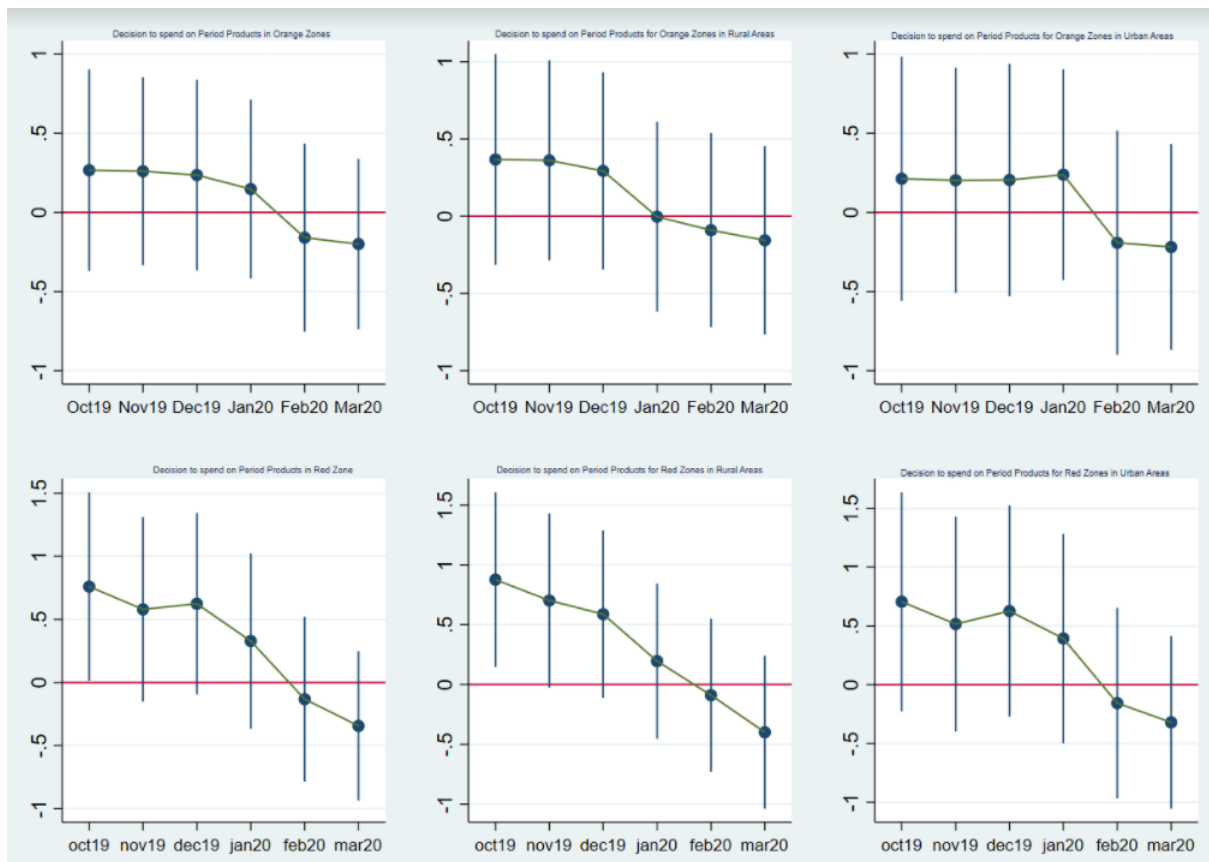 Decision to spend on Period Products in Orange Zones
1
.5
0
-.5
-1
Oct19 Nov19 Dec19 Jan20 Feb20 Mar20
Decision to spend on Period Products for Orange Zones in Rural Areas
1
.5
0
-.5
-1
Oct19 Nov19 Dec19 Jan20 Feb20 Mar20
Decision to spend on Period Products for Orange Zones in Urban Areas
1
.5
0
-.5
-1
Oct19 Nov19 Dec19 Jan20 Feb20 Mar20
Decision to spend on Period Products in Red Zone
1.5
1
.5
0
-.5
-1
oct19 nov19 dec19 jan20 feb20 mar20
Decision to spend on Period Products for Red Zones in Rural Areas
1.5
1
.5
0
-.5
-1
oct19 nov19 dec19 jan20 feb20 mar20
Decision to spend on Period Products for Red Zones in Urban Areas
1.5
1
.5
0
-.5
-1
oct19 nov19 dec19 jan20 feb20 mar20